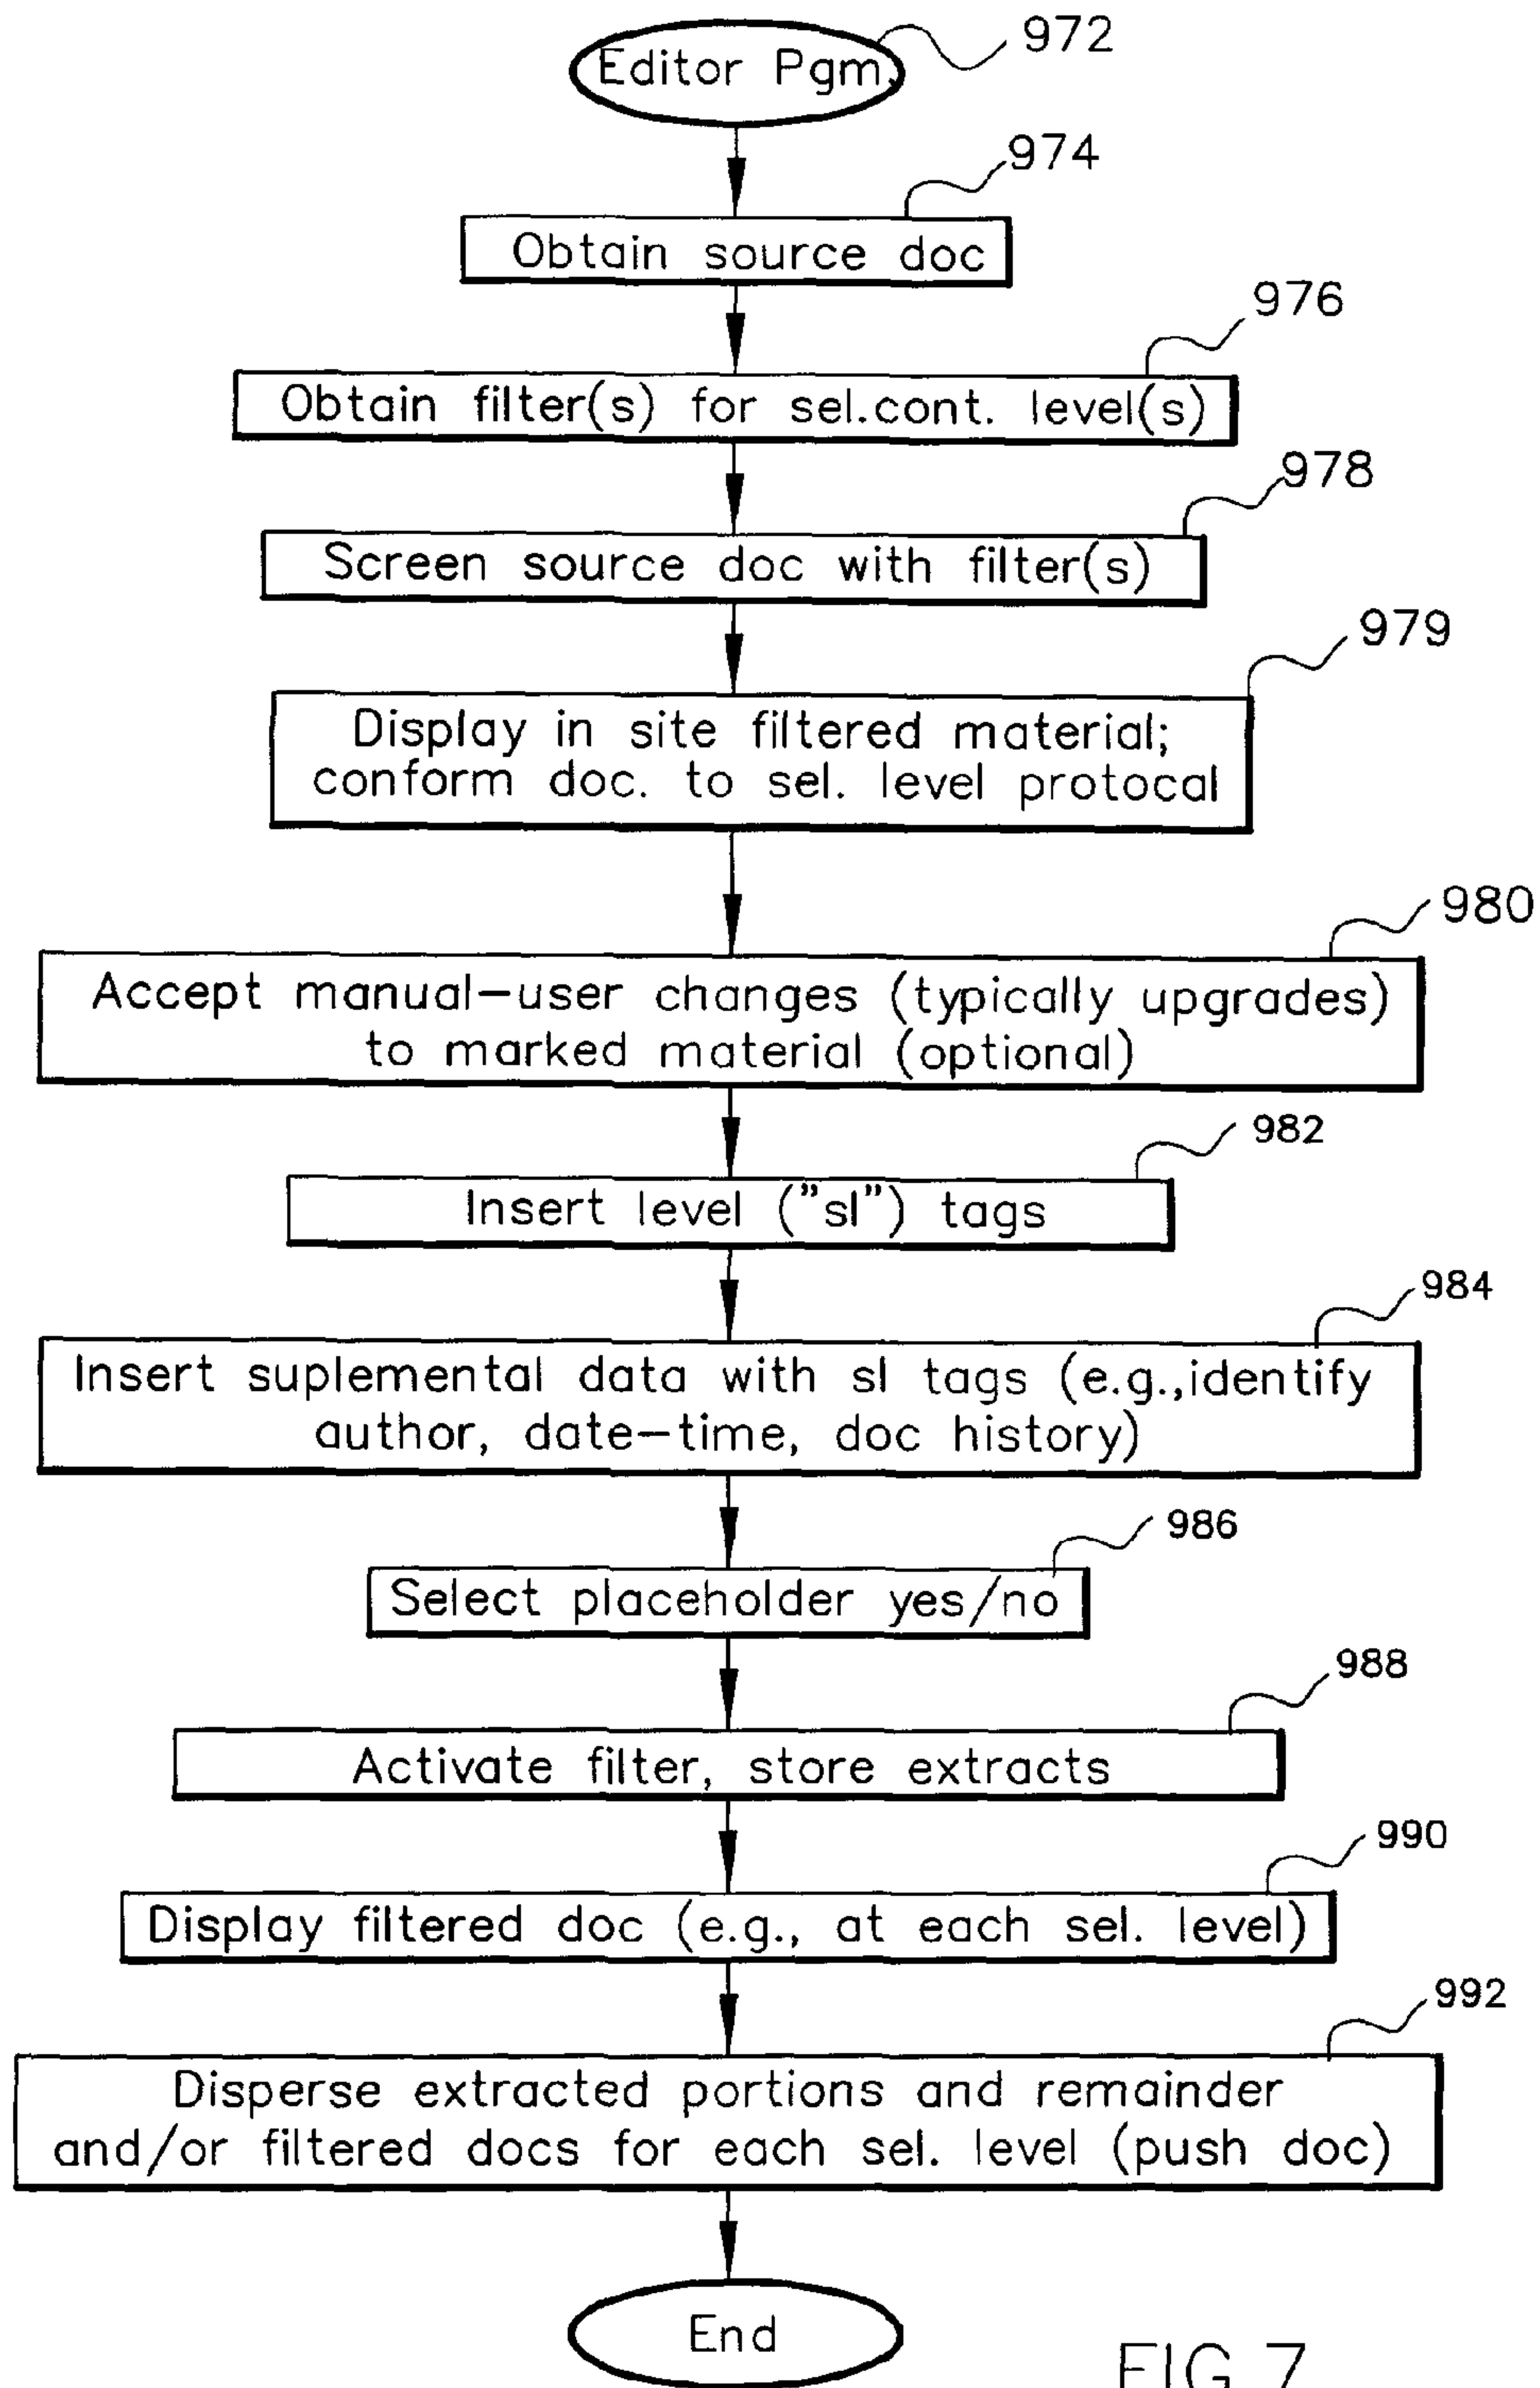 972
Editor Pgm.
974
Obtain source doc
976
Obtain filter(s) for sel.cont. level(s)
978
Screen source doc with filter(s)
979
Display in site filtered material;
conform doc. to sel. level protocal
980
Accept manual-user changes (typically upgrades)
to marked material (optional)
982
Insert level ("sl") tags
984
Insert suplemental data with sl tags (e.g.,identify
author, date-time, doc history)
986
Select placeholder yes/no
988
Activate filter, store extracts
990
Display filtered doc (e.g., at each sel. level)
992
Disperse extracted portions and remainder
and/or filtered docs for each sel. level (push doc)
End
FIG 7